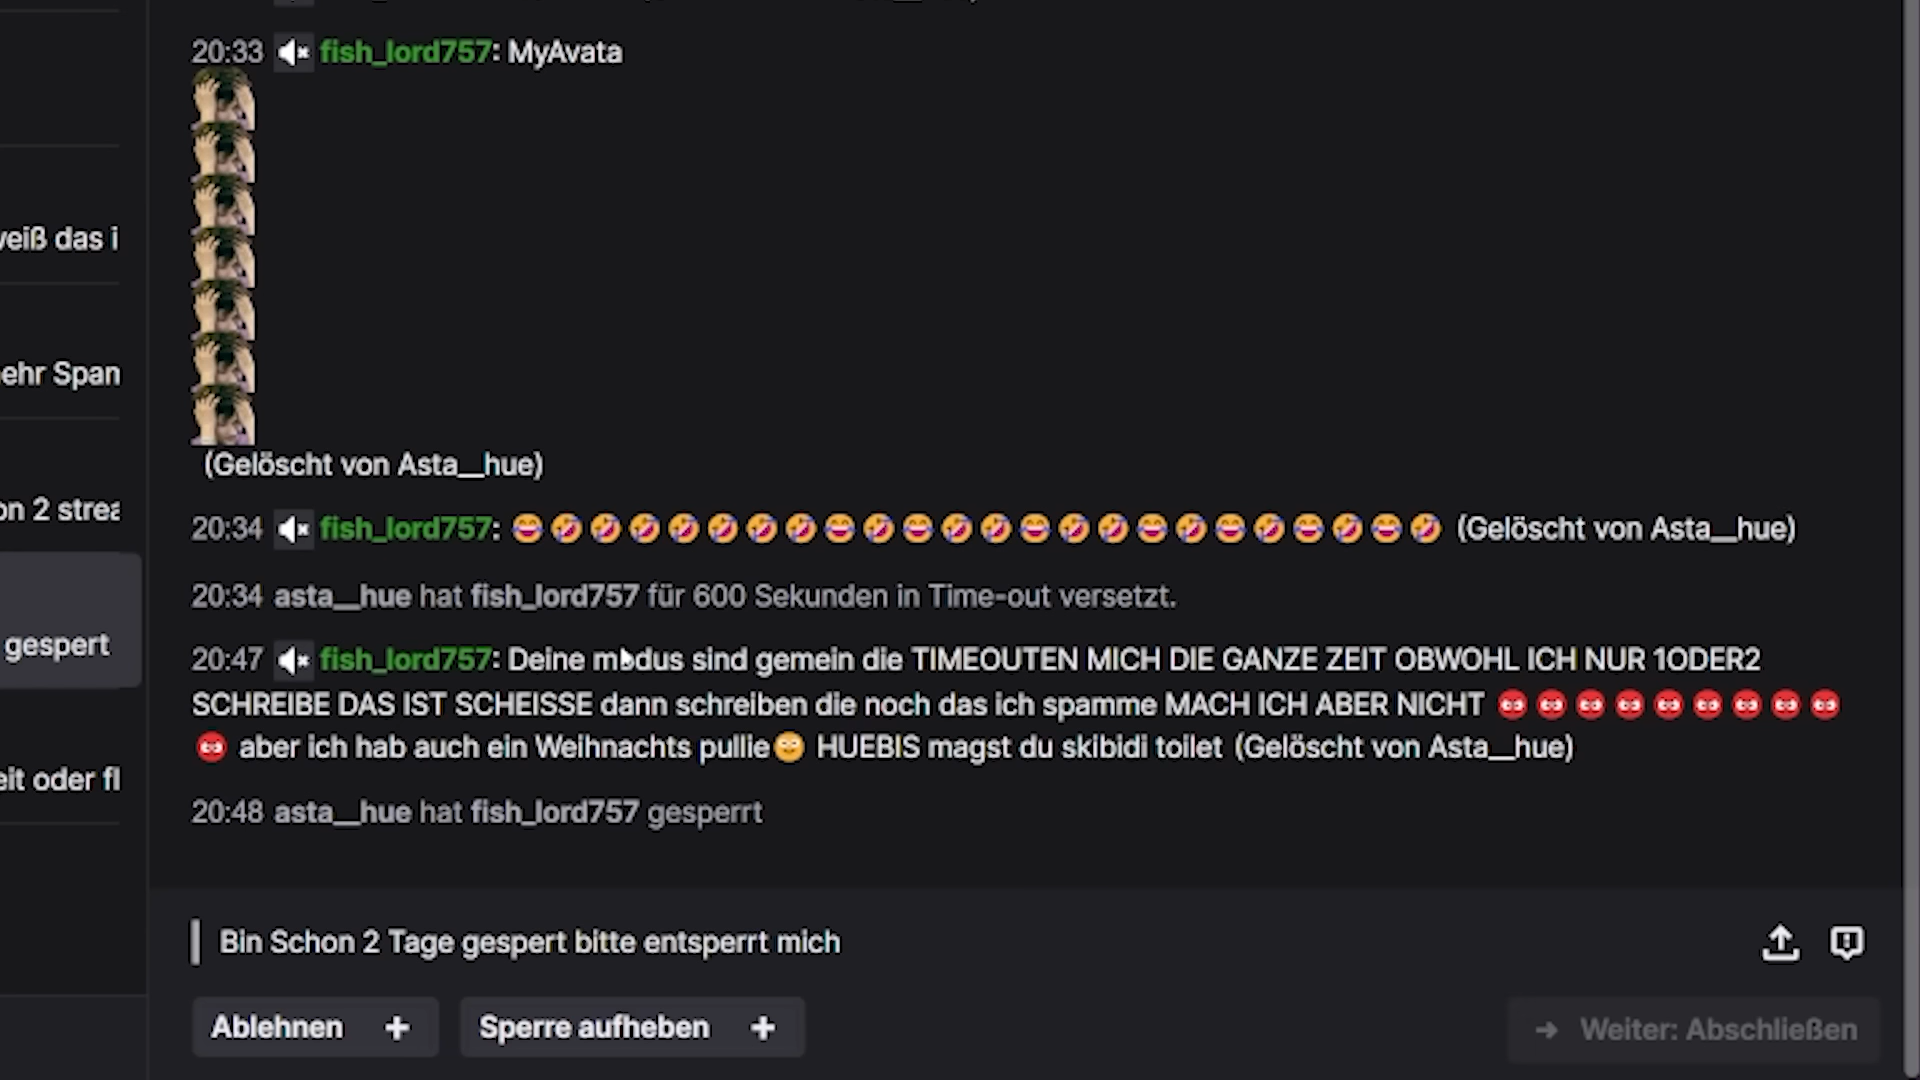 20:33 fish_lord757: MyAvata
(Gelöscht von Asta__hue)
20:34 fish_lord757: 😂🤣🤣🤣🤣🤣🤣🤣😂🤣😂🤣🤣😂🤣🤣😂🤣😂🤣😂🤣😂🤣 (Gelöscht von Asta__hue)
20:34 asta__hue hat fish_lord757 für 600 Sekunden in Time-out versetzt.
20:47 fish_lord757: Deine modus sind gemein die TIMEOUTEN MICH DIE GANZE ZEIT OBWOHL ICH NUR 1ODER2
SCHREIBE DAS IST SCHEISSE dann schreiben die noch das ich spamme MACH ICH ABER NICHT
aber ich hab auch ein Weihnachts pullie HUEBIS magst du skibidi toilet (Gelöscht von Asta__hue)
20:48 asta__hue hat fish_lord757 gesperrt
Bin Schon 2 Tage gespert bitte entsperrt mich
Ablehnen +
Sperre aufheben +
→ Weiter: Abschließen
eiß das i
ehr Spam
on 2 strea
gespert
eit oder fl